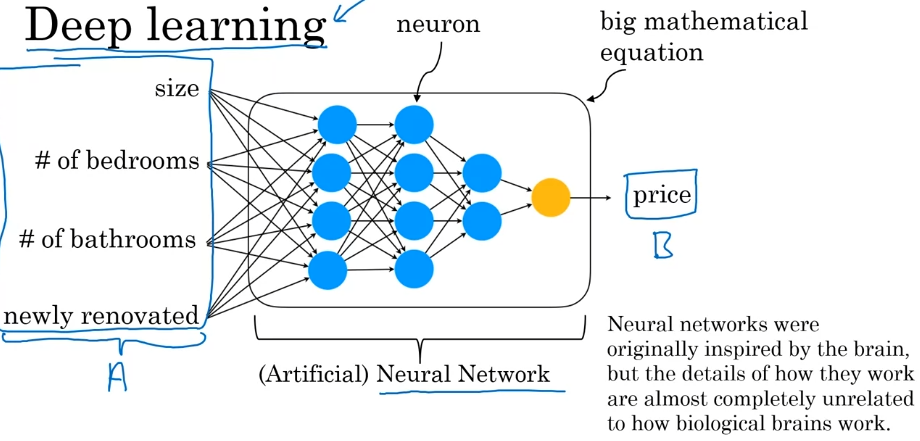 Deep learning
neuron
big mathematical
equation
size
# of bedrooms
# of bathrooms
newly renovated
price
B
A
(Artificial) Neural Network
Neural networks were
originally inspired by the brain,
but the details of how they work
are almost completely unrelated
to how biological brains work.